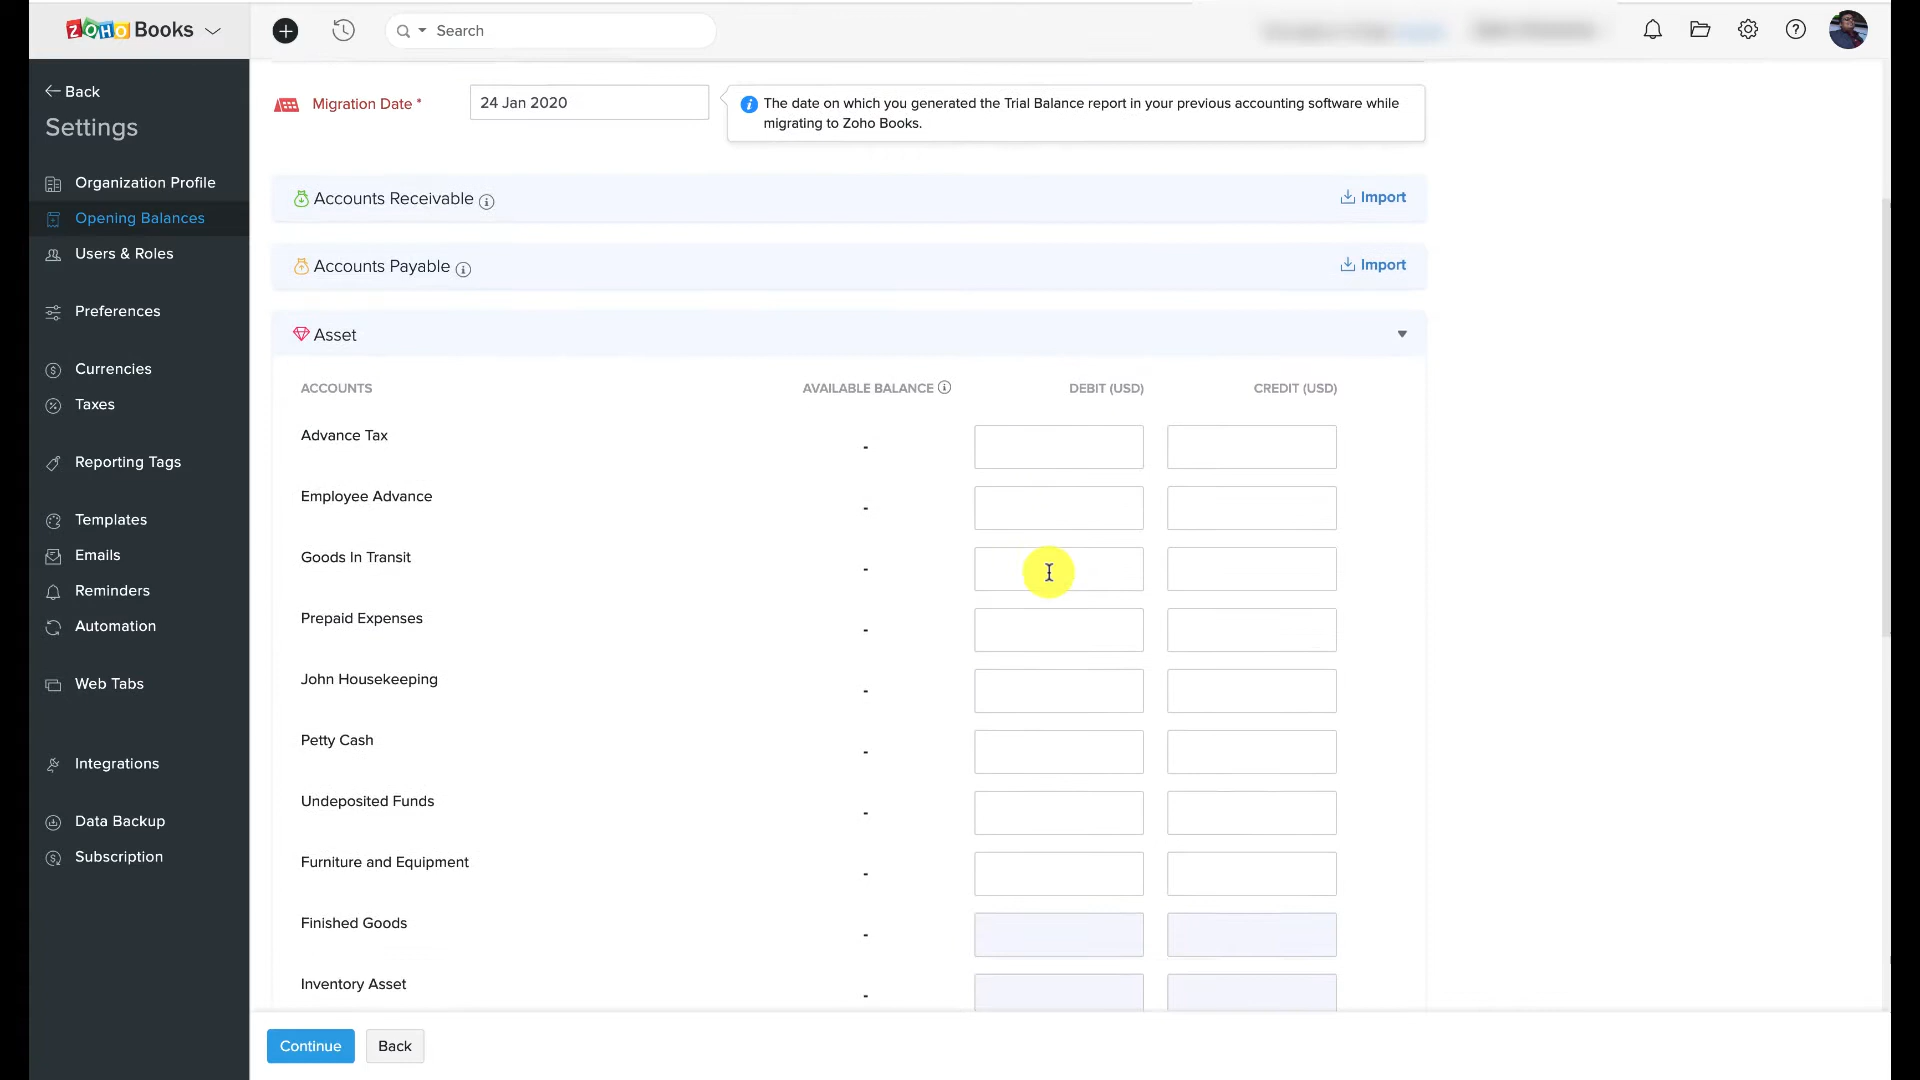 ZOHO Books
Search
Back
Settings
Organization Profile
Opening Balances
Users & Roles
Preferences
Currencies
Taxes
Reporting Tags
Templates
Emails
Reminders
Automation
Web Tabs
Integrations
Data Backup
Subscription
Migration Date *
24 Jan 2020
The date on which you generated the Trial Balance report in your previous accounting software while
migrating to Zoho Books.
Accounts Receivable
Import
Accounts Payable
Import
Asset
ACCOUNTS AVAILABLE BALANCE DEBIT (USD) CREDIT (USD)
Advance Tax -
Employee Advance -
Goods In Transit -
Prepaid Expenses -
John Housekeeping -
Petty Cash -
Undeposited Funds -
Furniture and Equipment -
Finished Goods -
Inventory Asset -
Continue Back